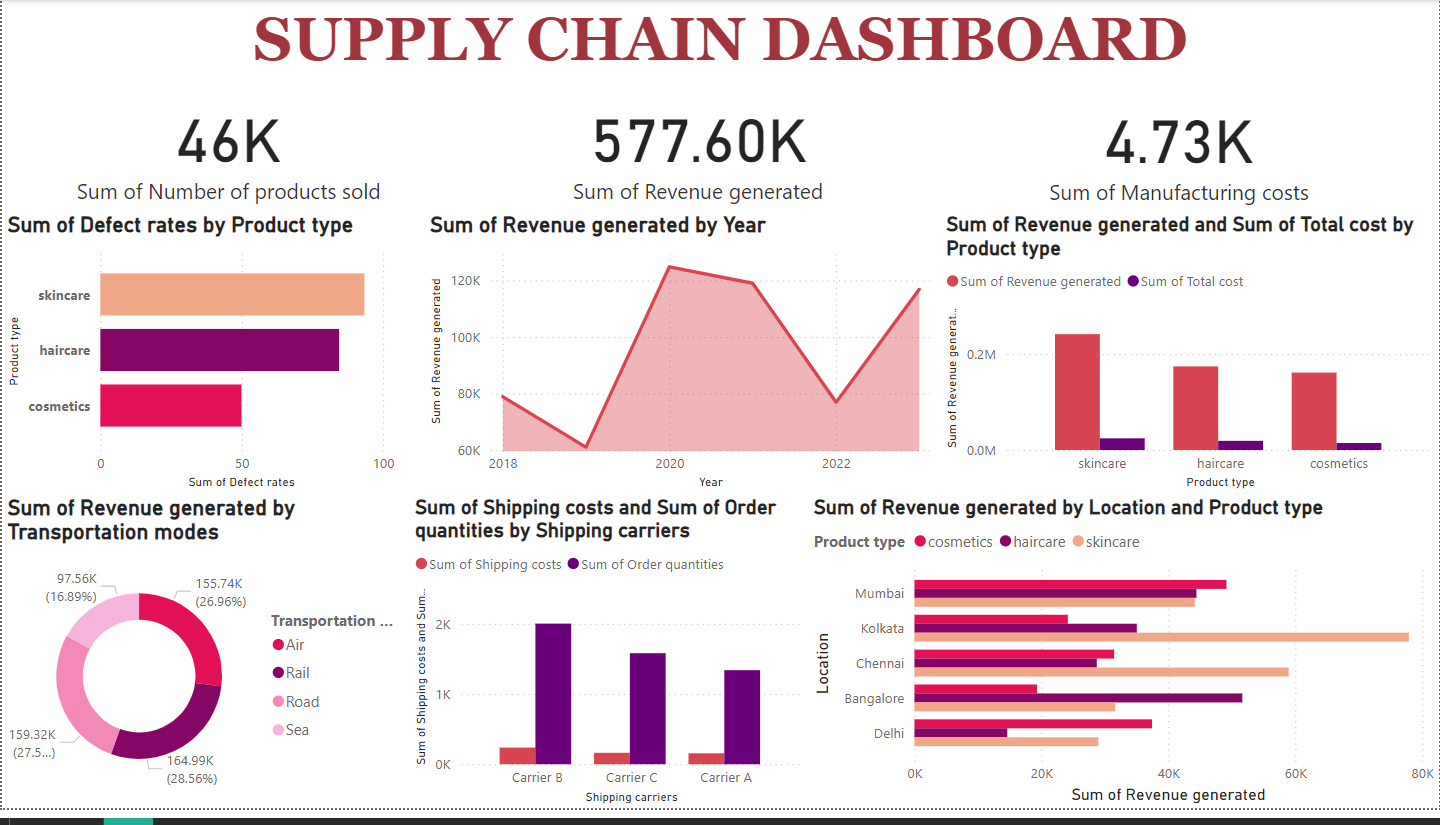 SUPPLY CHAIN DASHBOARD
46K
Sum of Number of products sold
577.60K
Sum of Revenue generated
4.73K
Sum of Manufacturing costs
Sum of Defect rates by Product type
Product type
skincare
haircare
cosmetics
0 50 100
Sum of Defect rates
Sum of Revenue generated by Year
Sum of Revenue generated
120K
100K
80K
60K
2018 2020 2022
Year
Sum of Revenue generated and Sum of Total cost by
Product type
Sum of Revenue generated Sum of Total cost
Sum of Revenue generat...
0.2M
0.0M
skincare haircare cosmetics
Product type
Sum of Revenue generated by
Transportation modes
97.56K
(16.89%)
155.74K
(26.96%)
159.32K
(27.5...)
164.99K
(28.56%)
Transportation ...
Air
Rail
Road
Sea
Sum of Shipping costs and Sum of Order
quantities by Shipping carriers
Sum of Shipping costs Sum of Order quantities
Sum of Shipping costs and Sum...
2K
1K
0K
Carrier B Carrier C Carrier A
Shipping carriers
Sum of Revenue generated by Location and Product type
Product type cosmetics haircare skincare
Location
Mumbai
Kolkata
Chennai
Bangalore
Delhi
0K 20K 40K 60K 80K
Sum of Revenue generated